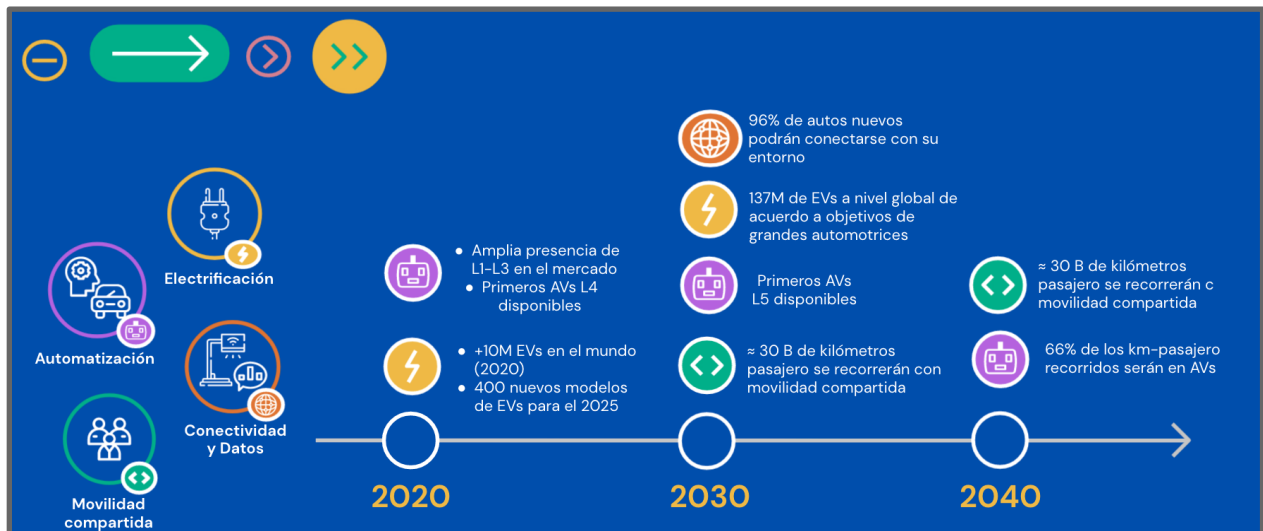 Electrificación
Automatización
Conectividad
y Datos
Movilidad
compartida
● Amplia presencia de
L1-L3 en el mercado
● Primeros AVs L4
disponibles
● +10M EVs en el mundo
(2020)
● 400 nuevos modelos
de EVs para el 2025
2020
96% de autos nuevos
podrán conectarse con su
entorno
137M de EVs a nivel global de
acuerdo a objetivos de
grandes automotrices
Primeros AVs
L5 disponibles
≈ 30 B de kilómetros
pasajero se recorrerán con
movilidad compartida
2030
≈ 30 B de kilómetros
pasajero se recorrerán c
movilidad compartida
66% de los km-pasajero
recorridos serán en AVs
2040